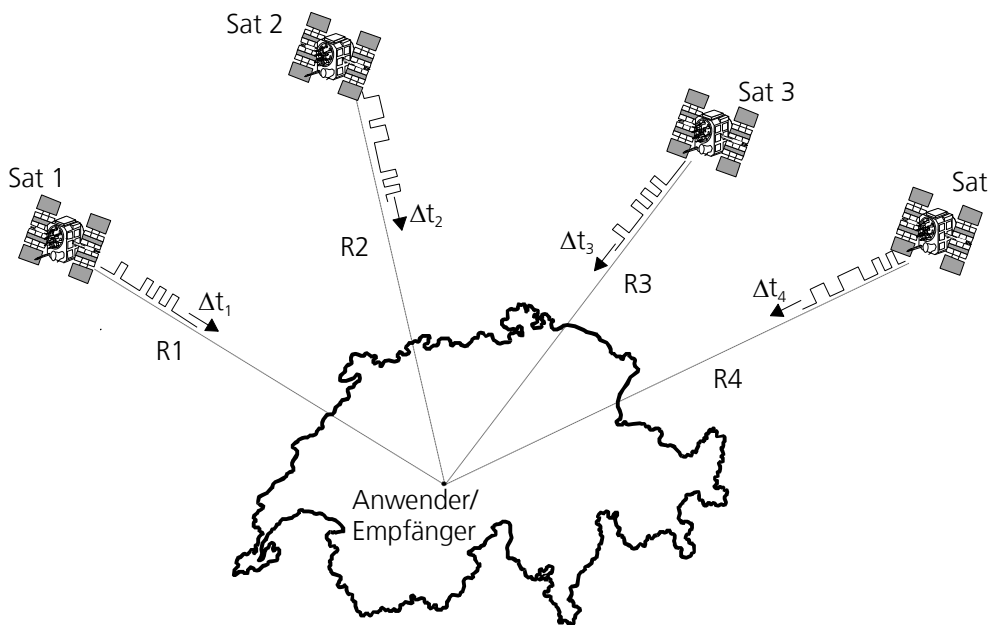 Sat 2
Sat 3
Sat 1
Sat
Δt₂
R2
Δt₃
R3
Δt₁
Δt₄
R1
R4
Anwender/
Empfänger